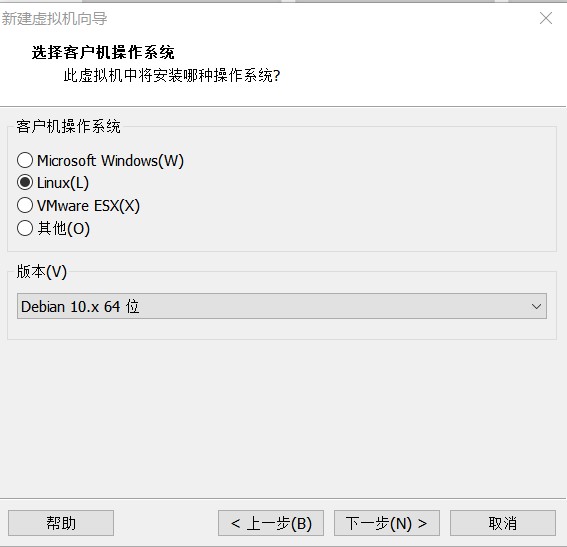 新建虚拟机向导
选择客户机操作系统
此虚拟机中将安装哪种操作系统?
客户机操作系统
Microsoft Windows(W)
Linux(L)
VMware ESX(X)
其他(O)
版本(V)
Debian 10.x 64 位
帮助
< 上一步(B)
下一步(N) >
取消